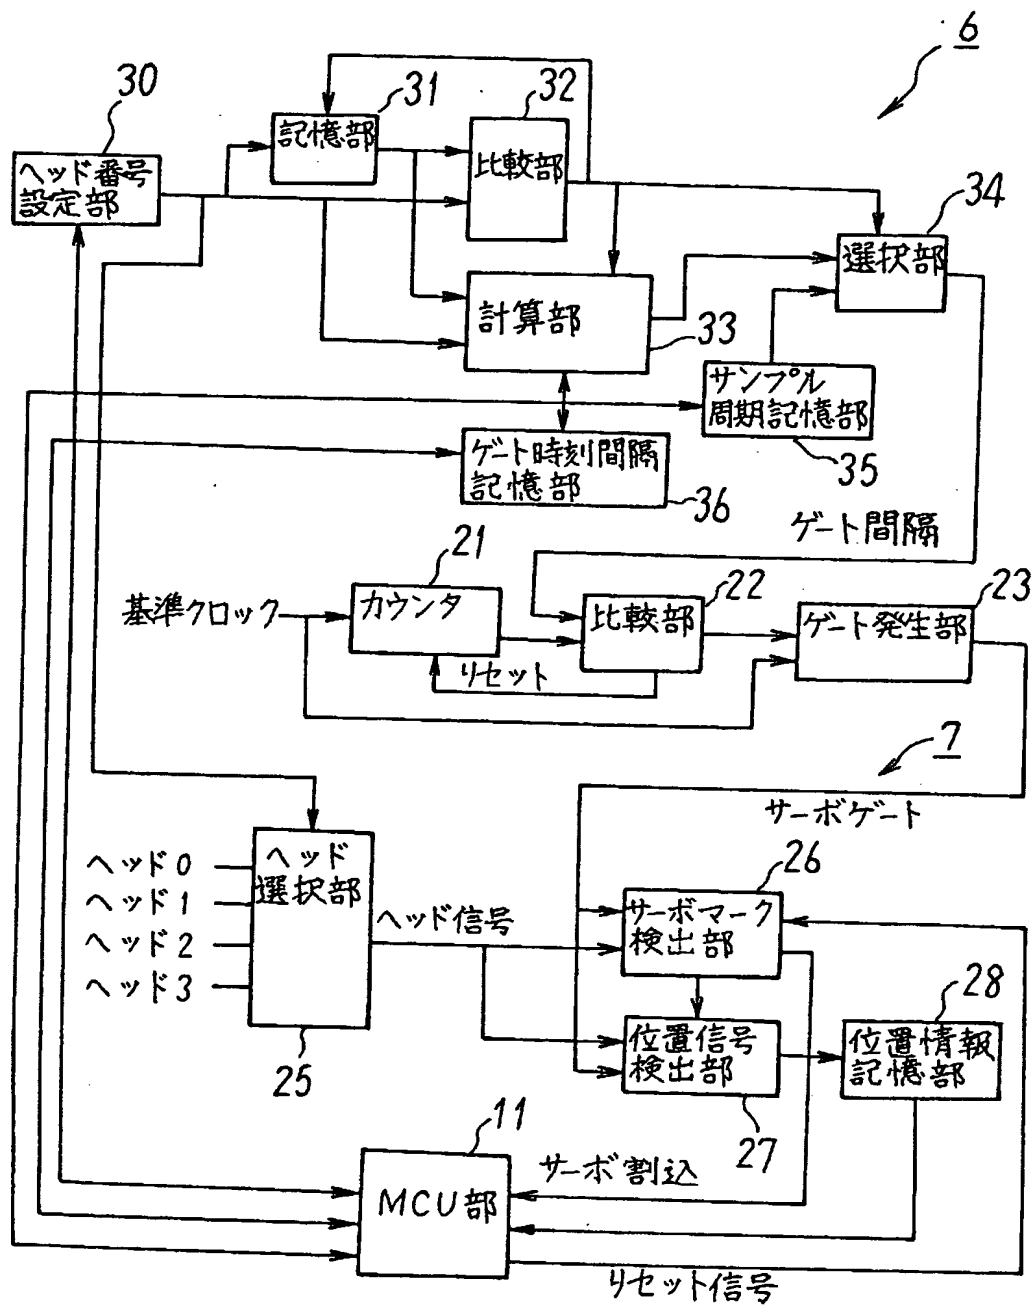 6
30
31
32
記憶部
ヘッド番号
設定部
比較部
34
選択部
計算部
33
サンプル
周期記憶部
35
ゲート時刻間隔
記憶部
36
ゲート間隔
21
22
23
基準クロック
カウンタ
比較部
ゲート発生部
リセット
7
サーボゲート
ヘッド0
ヘッド1
ヘッド2
ヘッド3
ヘッド
選択部
25
ヘッド信号
26
サーボマーク
検出部
28
位置信号
検出部
27
位置情報
記憶部
11
サーボ割込
MCU部
リセット信号